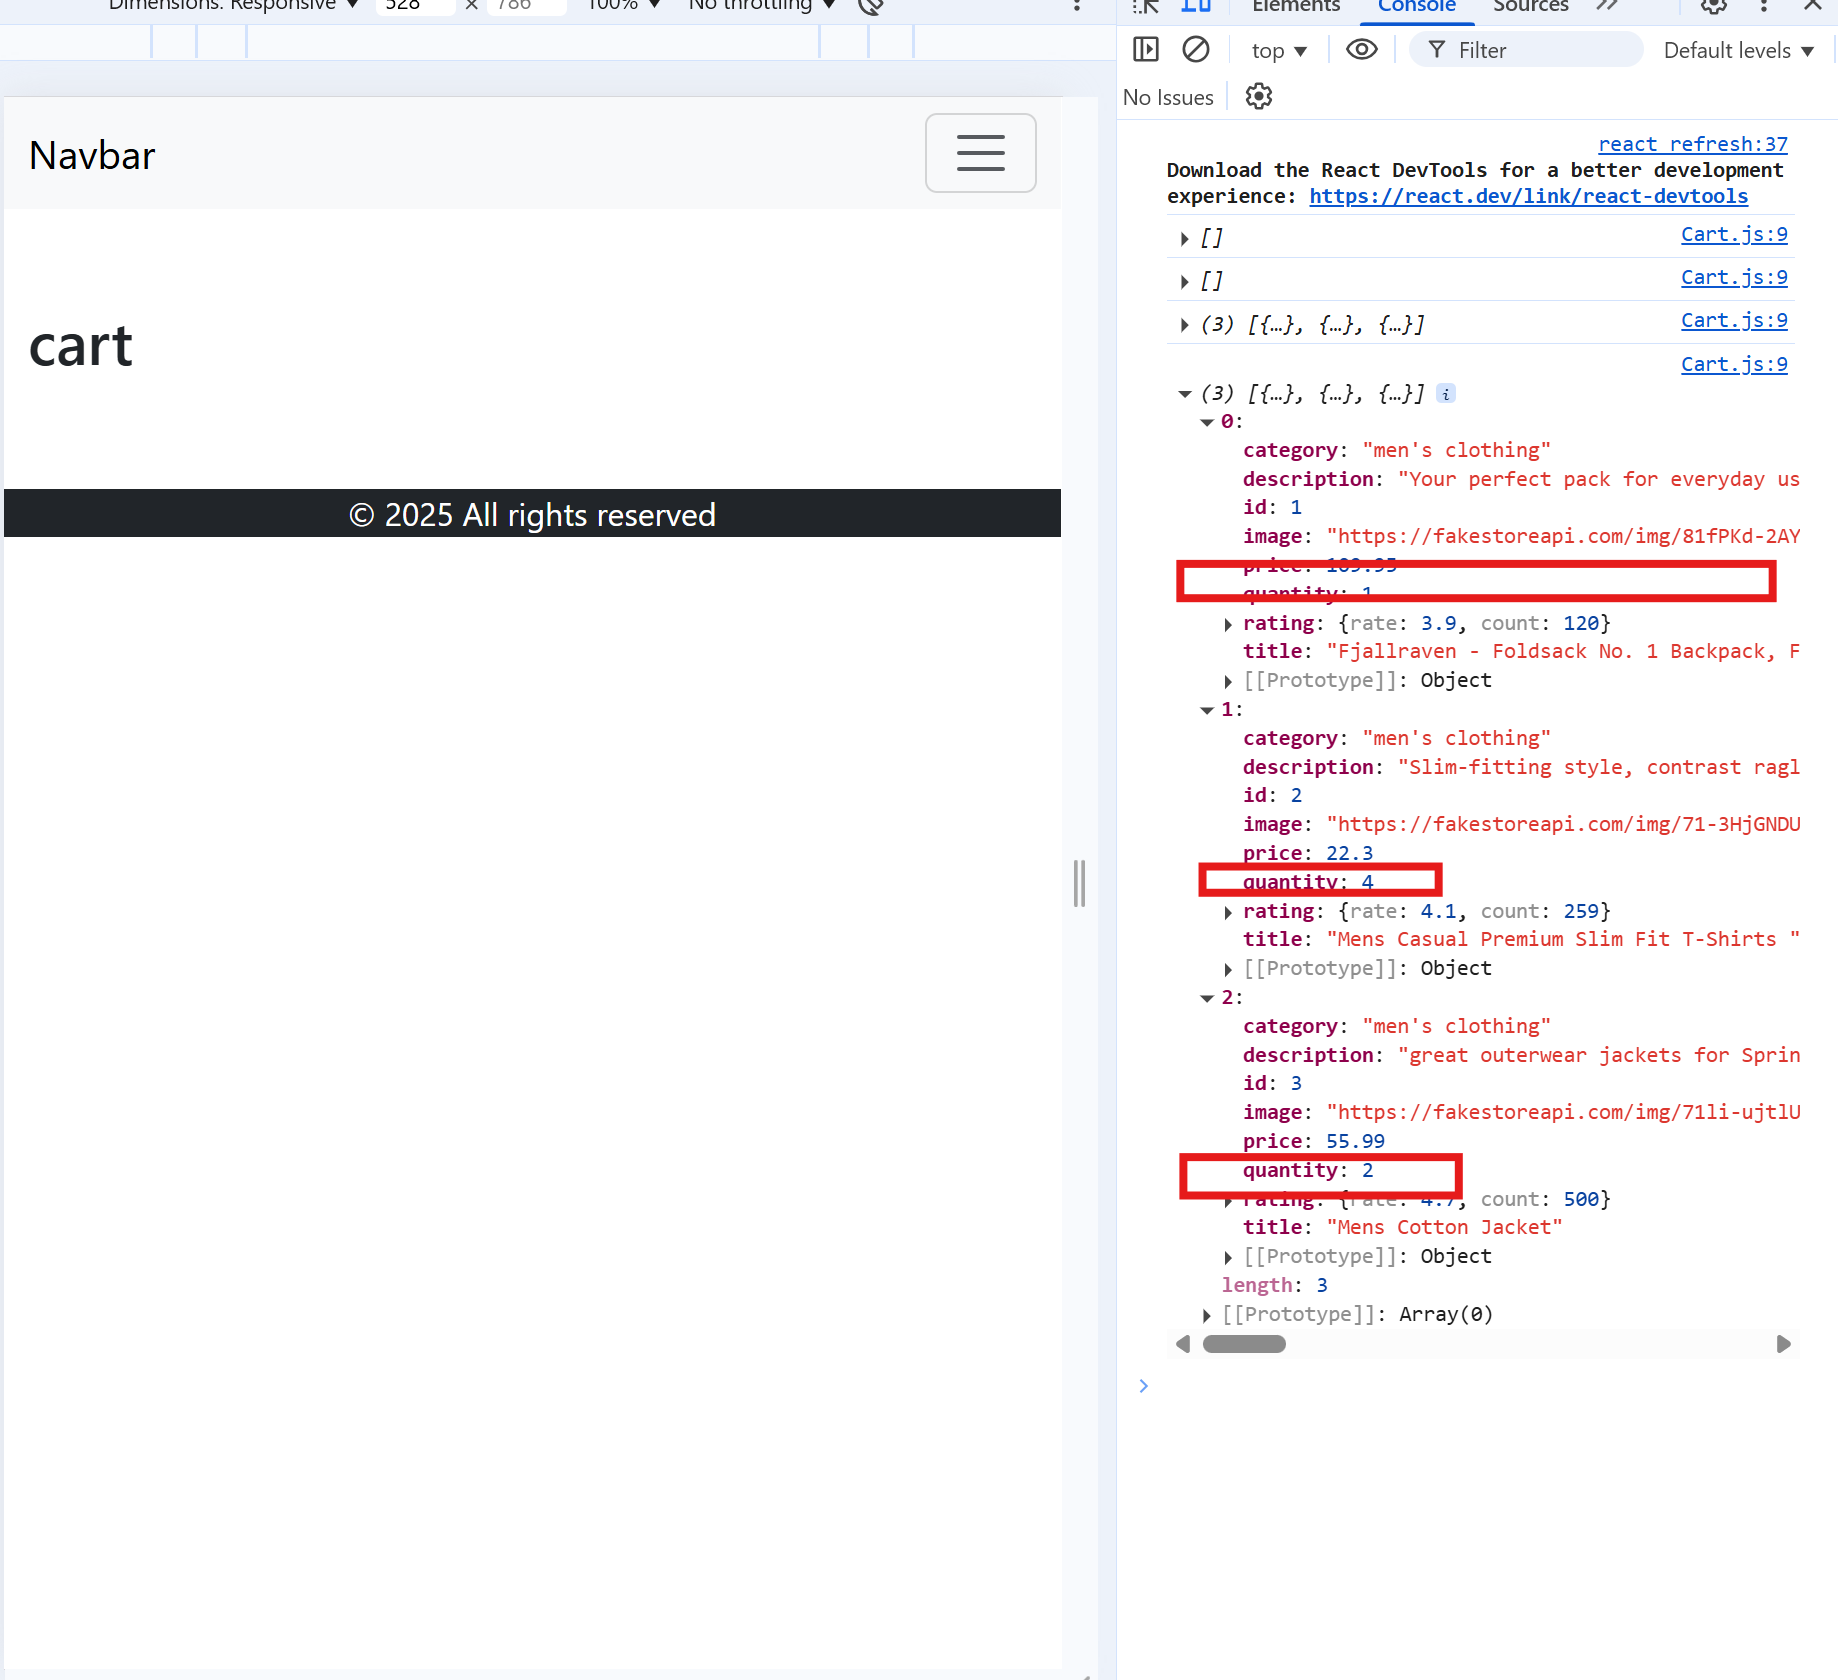 Dimensions: Responsive ▼ 528 × 786 100% ▼ No throttling ▼
Navbar
cart
© 2025 All rights reserved
Elements Console Sources
top ▼ Filter Default levels ▼
No Issues
react refresh:37
Download the React DevTools for a better development
experience: https://react.dev/link/react-devtools
[] Cart.js:9
[] Cart.js:9
(3) [{…}, {…}, {…}] Cart.js:9
Cart.js:9
(3) [{…}, {…}, {…}] i
0:
category: "men's clothing"
description: "Your perfect pack for everyday us
id: 1
image: "https://fakestoreapi.com/img/81fPKd-2AY
price: 109.95
quantity: 1
rating: {rate: 3.9, count: 120}
title: "Fjallraven - Foldsack No. 1 Backpack, F
[[Prototype]]: Object
1:
category: "men's clothing"
description: "Slim-fitting style, contrast ragl
id: 2
image: "https://fakestoreapi.com/img/71-3HjGNDU
price: 22.3
quantity: 4
rating: {rate: 4.1, count: 259}
title: "Mens Casual Premium Slim Fit T-Shirts "
[[Prototype]]: Object
2:
category: "men's clothing"
description: "great outerwear jackets for Sprin
id: 3
image: "https://fakestoreapi.com/img/71li-ujtlU
price: 55.99
quantity: 2
rating: {rate: 4.7, count: 500}
title: "Mens Cotton Jacket"
[[Prototype]]: Object
length: 3
[[Prototype]]: Array(0)